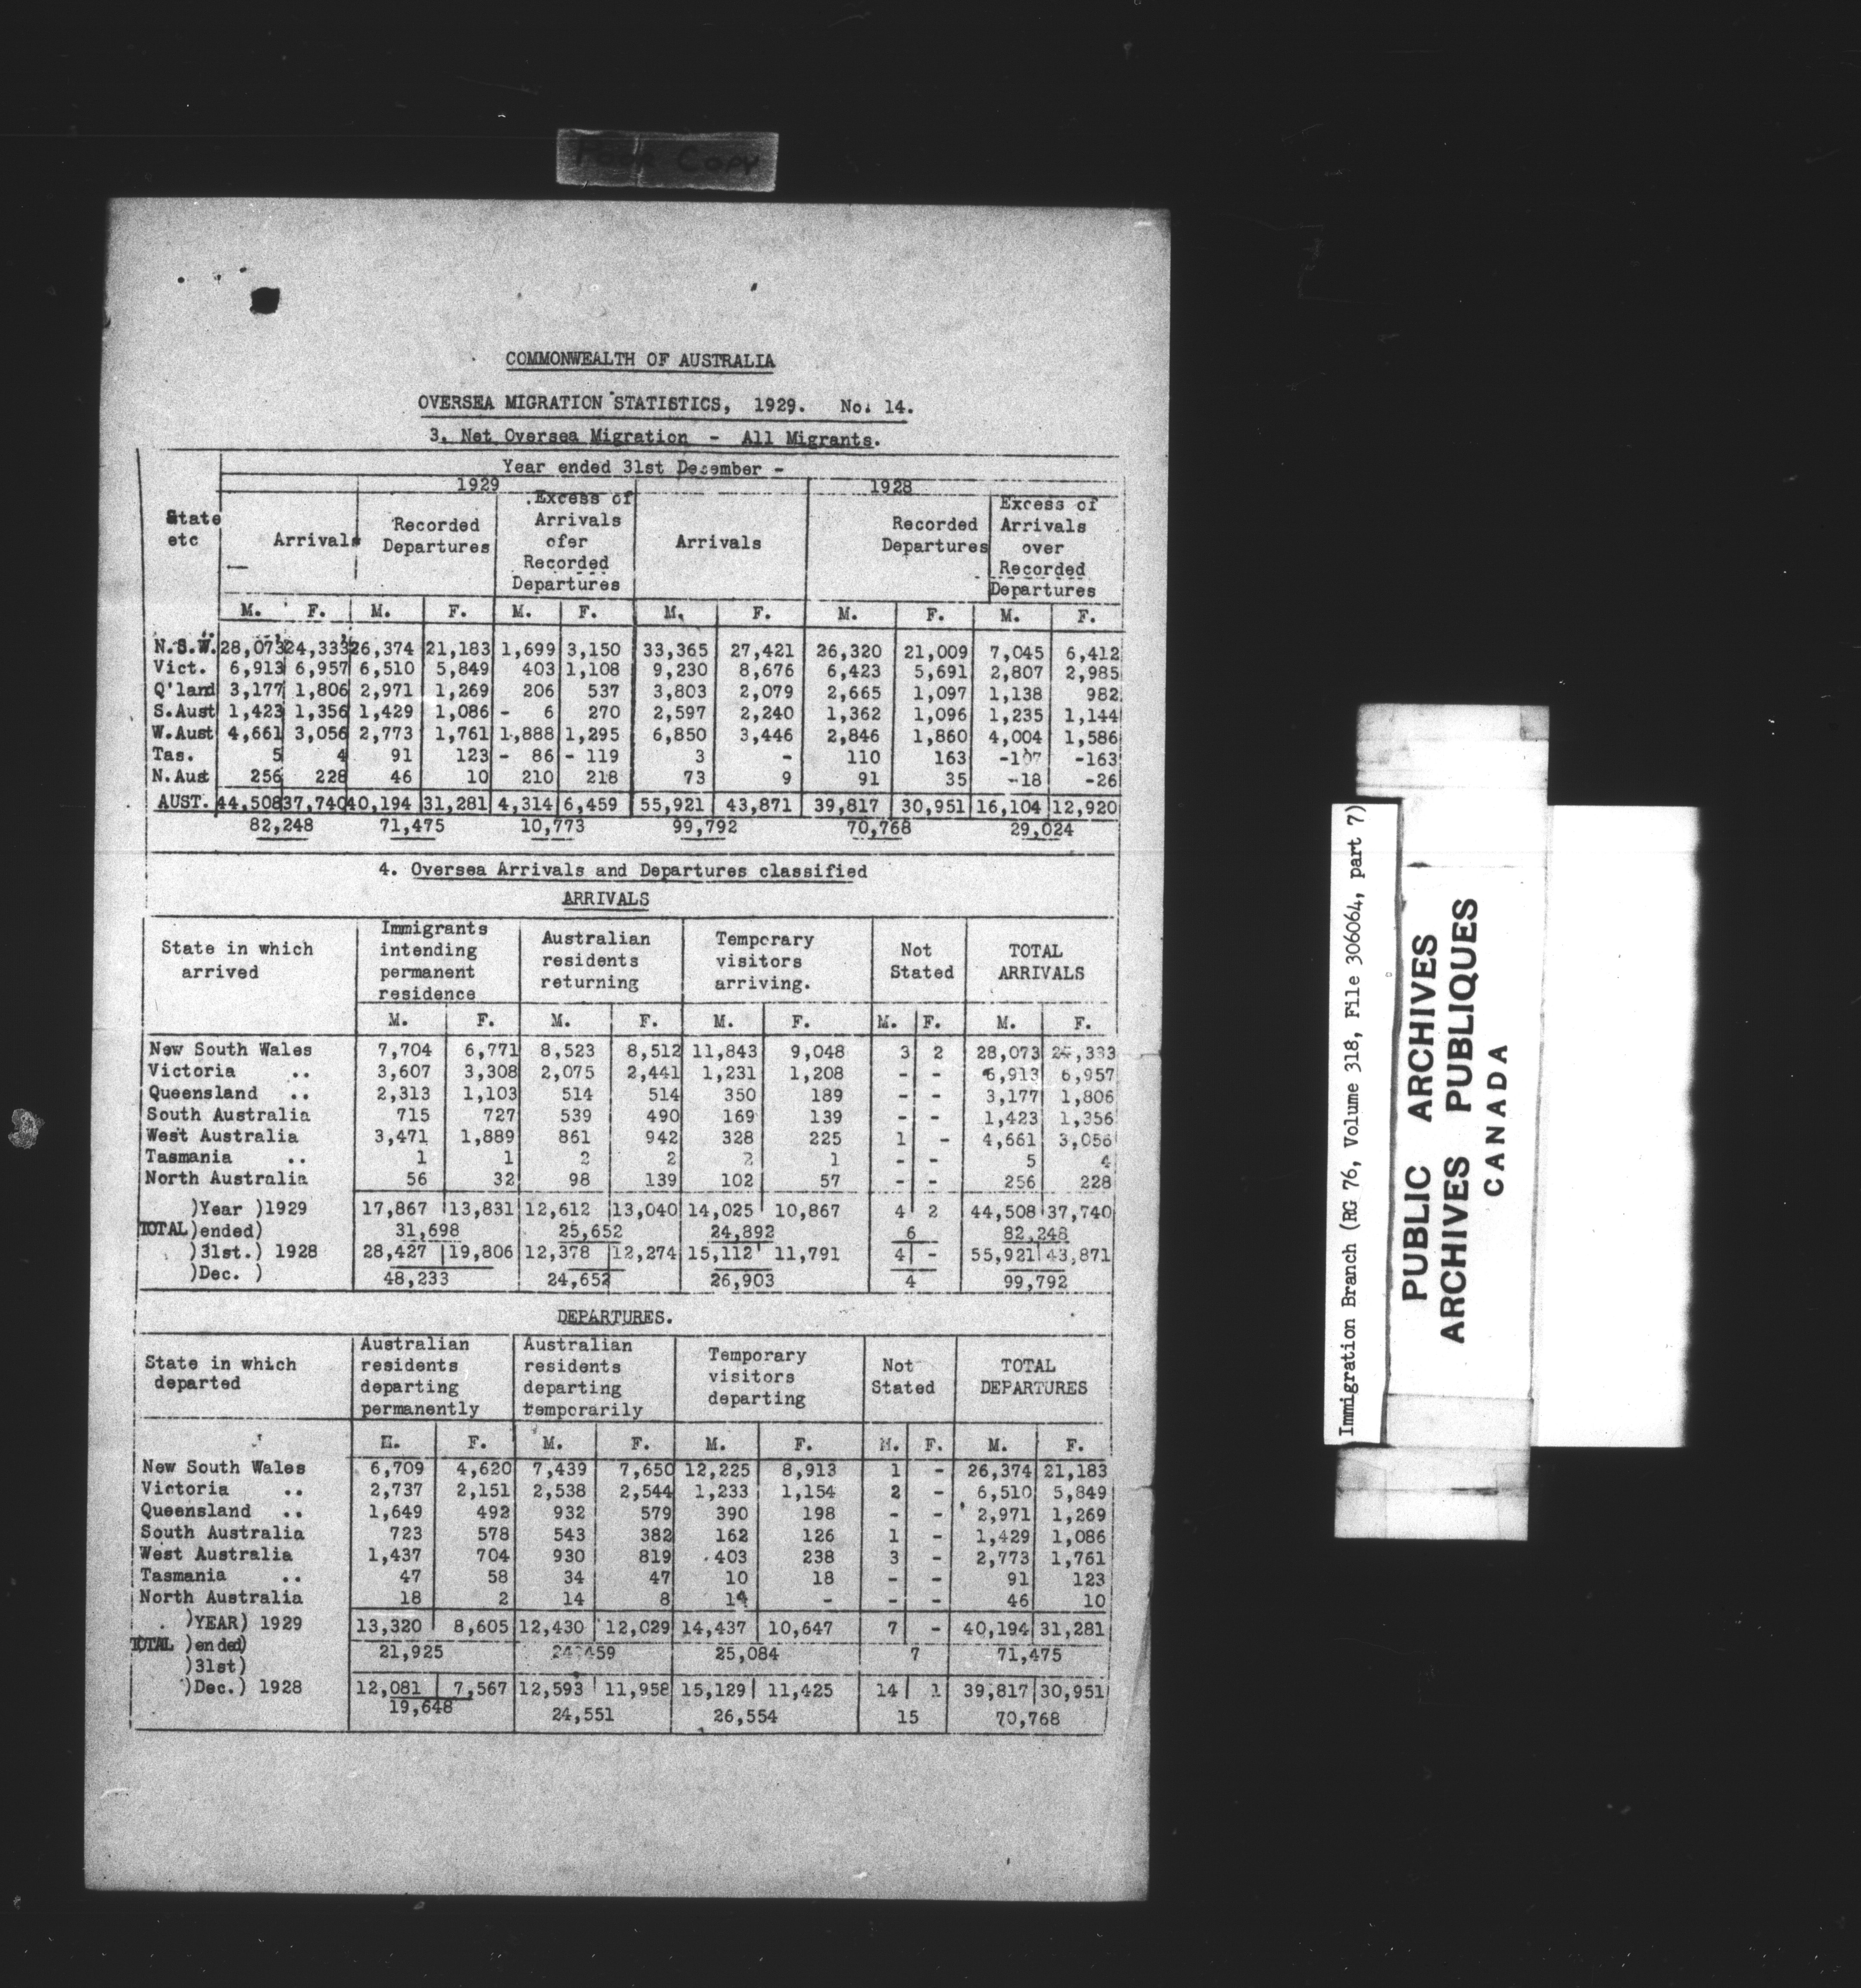 Poor Copy
COMMONWEALTH OF AUSTRALIA
OVERSEA MIGRATION STATISTICS, 1929. No. 14.
3. Net Oversea Migration - All Migrants.
Year ended 31st December -
1929 1928
State etc | Arrivals | Recorded Departures | Excess of Arrivals ofer Recorded Departures | Arrivals | Recorded Departures | Excess of Arrivals over Recorded Departures
M. F. M. F. M. F. M. F. M. F. M. F.
N.S.W. 28,073 24,333 26,374 21,183 1,699 3,150 33,365 27,421 26,320 21,009 7,045 6,412
Vict. 6,913 6,957 6,510 5,849 403 1,108 9,230 8,676 6,423 5,691 2,807 2,985
Q'land 3,177 1,806 2,971 1,269 206 537 3,803 2,079 2,665 1,097 1,138 982
S.Aust 1,423 1,356 1,429 1,086 - 6 270 2,597 2,240 1,362 1,096 1,235 1,144
W.Aust 4,661 3,056 2,773 1,761 1,888 1,295 6,850 3,446 2,846 1,860 4,004 1,586
Tas. 5 4 91 123 - 86 - 119 3 - 110 163 -107 -163
N.Aust 256 228 46 10 210 218 73 9 91 35 -18 -26
AUST. 44,508 37,740 40,194 31,281 4,314 6,459 55,921 43,871 39,817 30,951 16,104 12,920
82,248 71,475 10,773 99,792 70,768 29,024
4. Oversea Arrivals and Departures classified
ARRIVALS
State in which arrived | Immigrants intending permanent residence | Australian residents returning | Temporary visitors arriving. | Not Stated | TOTAL ARRIVALS
M. F. M. F. M. F. M. F. M. F.
New South Wales 7,704 6,771 8,523 8,512 11,843 9,048 3 2 28,073 24,333
Victoria .. 3,607 3,308 2,075 2,441 1,231 1,208 - - 6,913 6,957
Queensland .. 2,313 1,103 514 514 350 189 - - 3,177 1,806
South Australia 715 727 539 490 169 139 - - 1,423 1,356
West Australia 3,471 1,889 861 942 328 225 1 - 4,661 3,056
Tasmania .. 1 1 2 2 2 1 - - 5 4
North Australia 56 32 98 139 102 57 - - 256 228
)Year )1929 17,867 13,831 12,612 13,040 14,025 10,867 4 2 44,508 37,740
TOTAL )ended) 31,698 25,652 24,892 6 82,248
)31st.) 1928 28,427 19,806 12,378 12,274 15,112 11,791 4 - 55,921 43,871
)Dec. ) 48,233 24,652 26,903 4 99,792
DEPARTURES.
State in which departed | Australian residents departing permanently | Australian residents departing temporarily | Temporary visitors departing | Not Stated | TOTAL DEPARTURES
M. F. M. F. M. F. M. F. M. F.
New South Wales 6,709 4,620 7,439 7,650 12,225 8,913 1 - 26,374 21,183
Victoria .. 2,737 2,151 2,538 2,544 1,233 1,154 2 - 6,510 5,849
Queensland .. 1,649 492 932 579 390 198 - - 2,971 1,269
South Australia 723 578 543 382 162 126 1 - 1,429 1,086
West Australia 1,437 704 930 819 403 238 3 - 2,773 1,761
Tasmania .. 47 58 34 47 10 18 - - 91 123
North Australia 18 2 14 8 14 - - - 46 10
)YEAR) 1929 13,320 8,605 12,430 12,029 14,437 10,647 7 - 40,194 31,281
TOTAL )ended) 21,925 24,459 25,084 7 71,475
)31st)
)Dec.) 1928 12,081 7,567 12,593 11,958 15,129 11,425 14 1 39,817 30,951
19,648 24,551 26,554 15 70,768
Immigration Branch (RG 76, Volume 318, File 306064, part 7)
PUBLIC ARCHIVES
ARCHIVES PUBLIQUES
CANADA